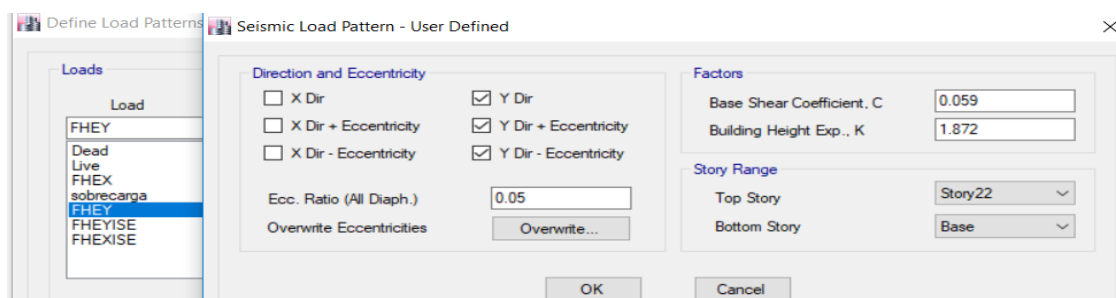 Define Load Patterns
Seismic Load Pattern - User Defined
Loads
Load
FHEY
Dead
Live
FHEX
sobrecarga
FHEY
FHEYISE
FHEXISE
Direction and Eccentricity
X Dir
Y Dir
X Dir + Eccentricity
Y Dir + Eccentricity
X Dir - Eccentricity
Y Dir - Eccentricity
Ecc. Ratio (All Diaph.)
0.05
Overwrite Eccentricities
Overwrite...
Factors
Base Shear Coefficient, C
0.059
Building Height Exp., K
1.872
Story Range
Top Story
Story22
Bottom Story
Base
OK
Cancel